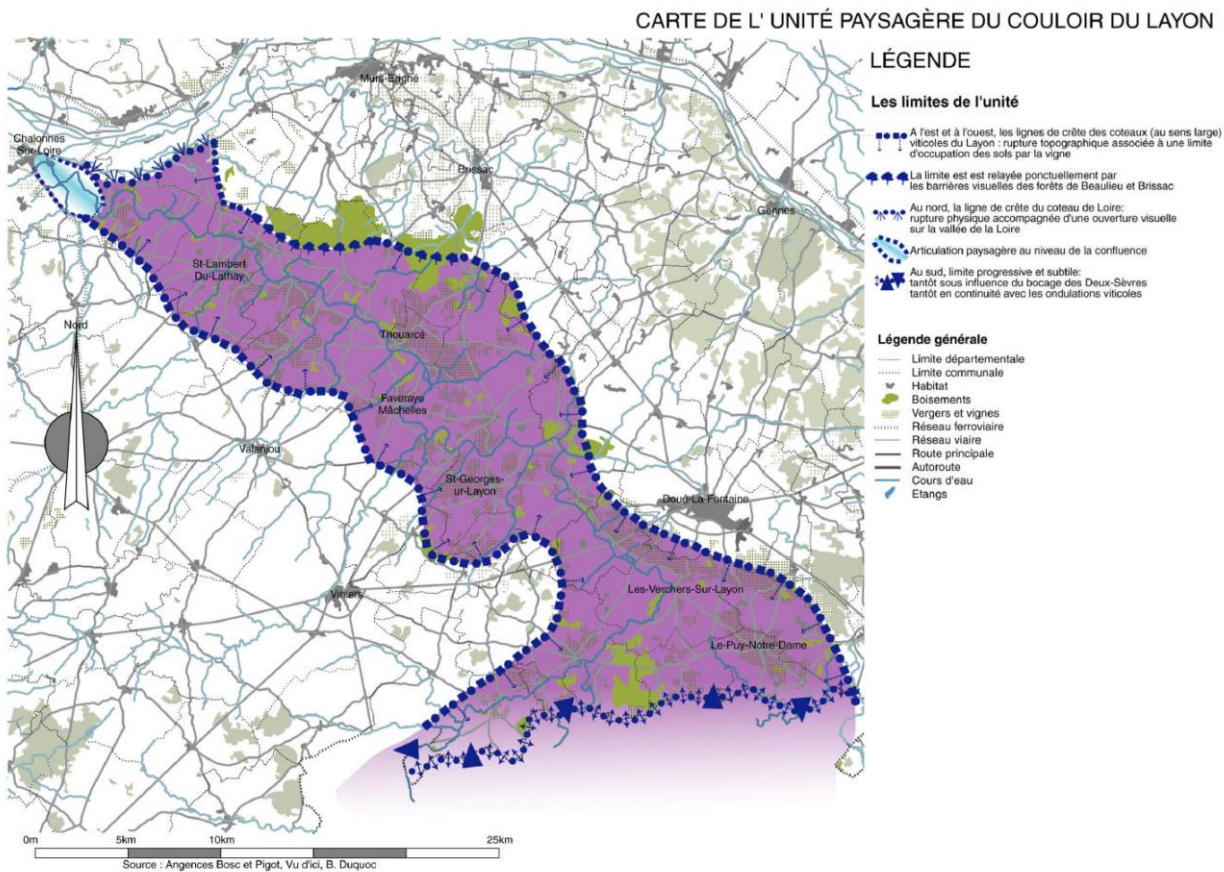 CARTE DE L' UNITÉ PAYSAGÈRE DU COULOIR DU LAYON
LÉGENDE
Les limites de l'unité
A l'est et à l'ouest, les lignes de crête des coteaux (au sens large)
viticoles du Layon : rupture topographique associée à une limite
d'occupation des sols par la vigne
La limite est est relayée ponctuellement par
les barrières visuelles des forêts de Beaulieu et Brissac
Au nord, la ligne de crête du coteau de Loire:
rupture physique accompagnée d'une ouverture visuelle
sur la vallée de la Loire
Articulation paysagère au niveau de la confluence
Au sud, limite progressive et subtile:
tantôt sous influence du bocage des Deux-Sèvres
tantôt en continuité avec les ondulations viticoles
Légende générale
Limite départementale
Limite communale
Habitat
Boisements
Vergers et vignes
Réseau ferroviaire
Réseau viaire
Route principale
Autoroute
Cours d'eau
Etangs
Murs-Erigné
Chalonnes
Sur-Loire
Brissac
Gennes
St-Lambert
Du-Lattay
Nord
Thouarcé
Faveraye
Mâchelles
Valanjou
St-Georges-
ur-Layon
Doué-La-Fontaine
Vihiers
Les-Verchers-Sur-Layon
Le-Puy-Notre-Dame
0m 5km 10km 25km
Source : Angences Bosc et Pigot, Vu d'ici, B. Duquoc